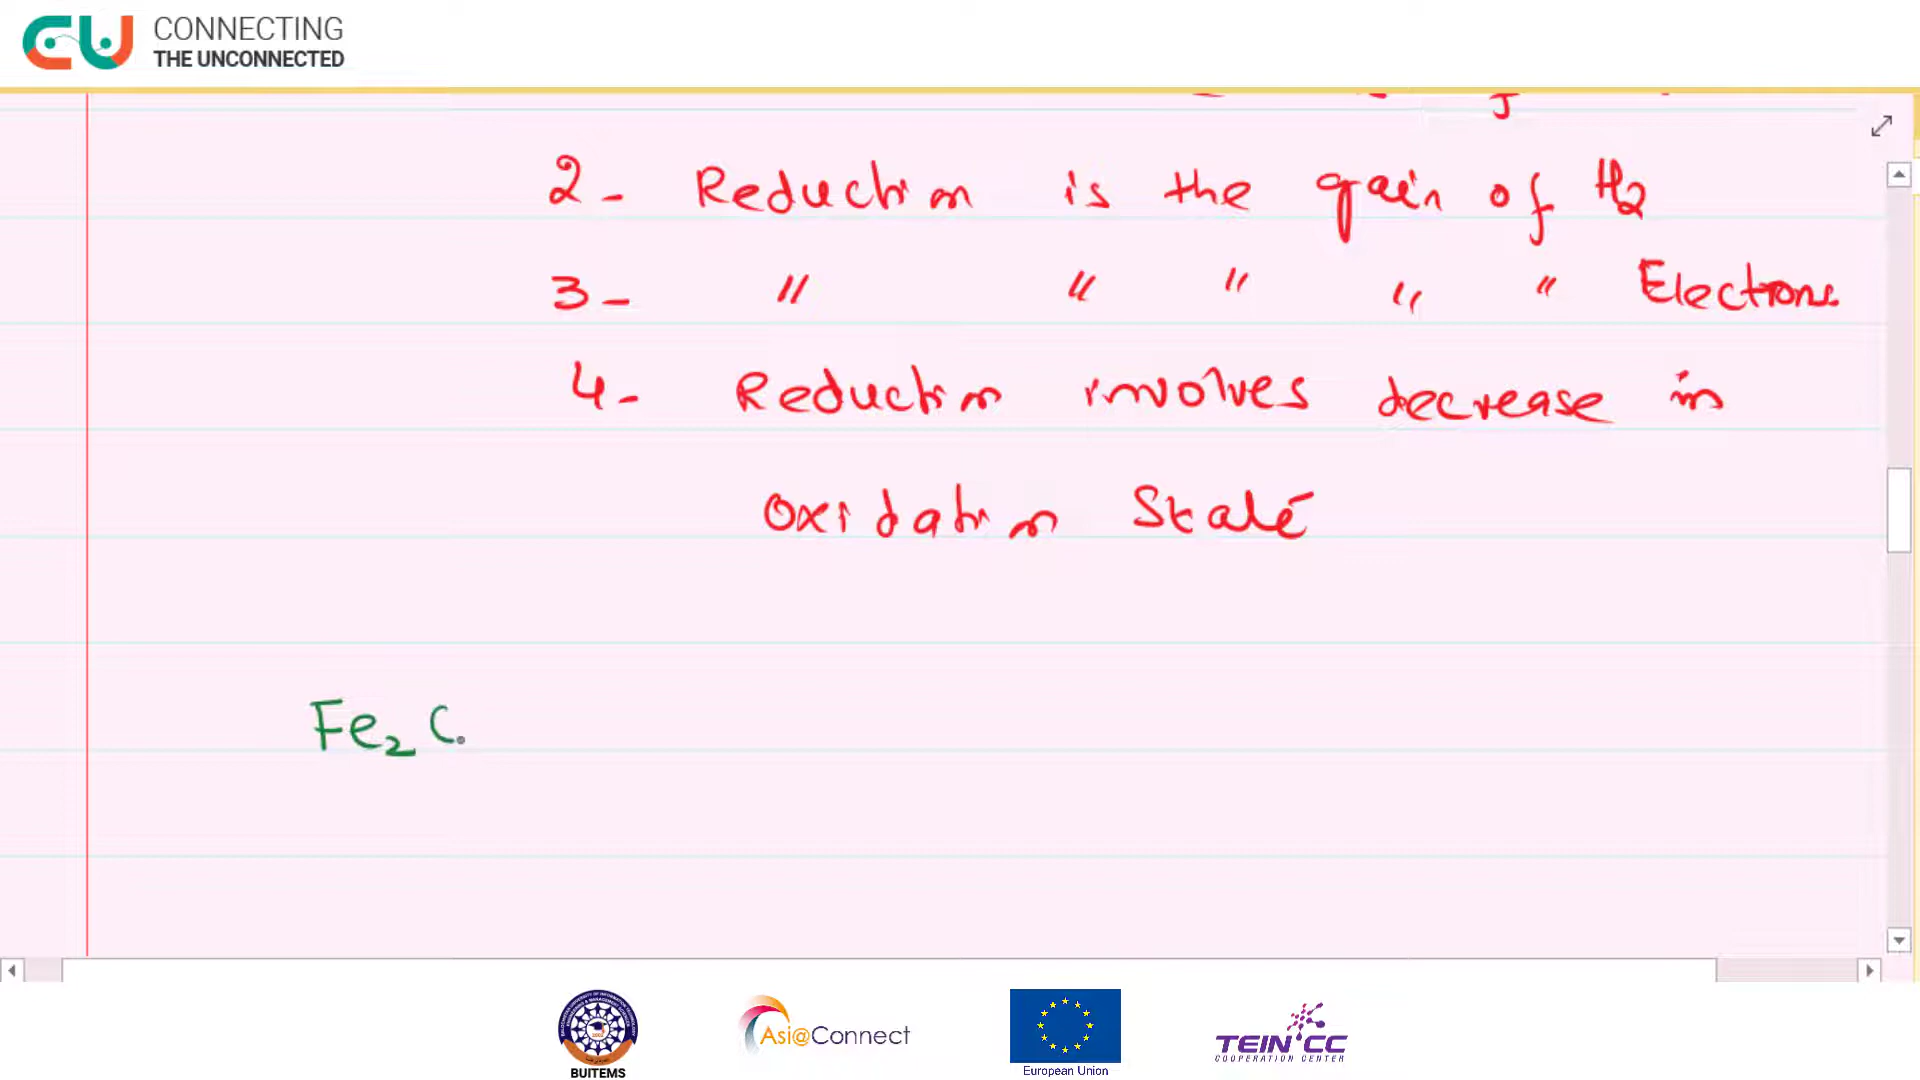 CONNECTING
THE UNCONNECTED
2- Reduction is the gain of H2
3- " " " " " Electrons
4- Reduction involves decrease in
Oxidation State
Fe2 C
BUITEMS
Asi@Connect
European Union
TEIN*CC
COOPERATION CENTER